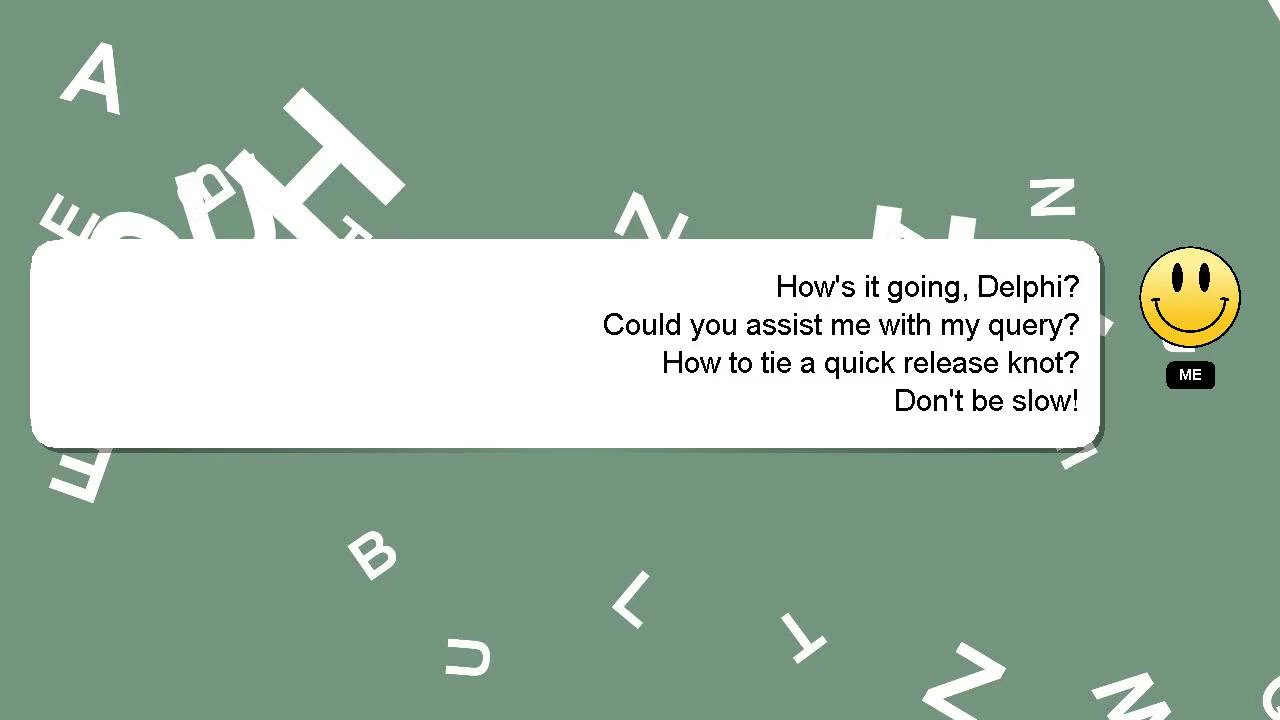 How's it going, Delphi?
Could you assist me with my query?
How to tie a quick release knot?
Don't be slow!
ME
A
H
D
E
Z
N
B
L
U
T
Z
M